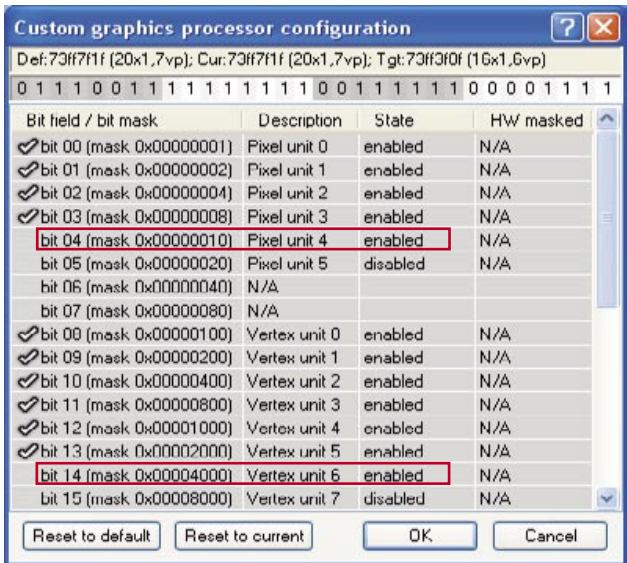 Custom graphics processor configuration
Def:73ff7f1f (20x1,7vp); Cur:73ff7f1f (20x1,7vp); Tgt:73ff3f0f (16x1,6vp)
0 1 1 1 0 0 1 1 1 1 1 1 1 1 1 1 0 0 1 1 1 1 1 1 0 0 0 0 1 1 1 1
Bit field / bit mask Description State HW masked
bit 00 (mask 0x00000001) Pixel unit 0 enabled N/A
bit 01 (mask 0x00000002) Pixel unit 1 enabled N/A
bit 02 (mask 0x00000004) Pixel unit 2 enabled N/A
bit 03 (mask 0x00000008) Pixel unit 3 enabled N/A
bit 04 (mask 0x00000010) Pixel unit 4 enabled N/A
bit 05 (mask 0x00000020) Pixel unit 5 disabled N/A
bit 06 (mask 0x00000040) N/A
bit 07 (mask 0x00000080) N/A
bit 08 (mask 0x00000100) Vertex unit 0 enabled N/A
bit 09 (mask 0x00000200) Vertex unit 1 enabled N/A
bit 10 (mask 0x00000400) Vertex unit 2 enabled N/A
bit 11 (mask 0x00000800) Vertex unit 3 enabled N/A
bit 12 (mask 0x00001000) Vertex unit 4 enabled N/A
bit 13 (mask 0x00002000) Vertex unit 5 enabled N/A
bit 14 (mask 0x00004000) Vertex unit 6 enabled N/A
bit 15 (mask 0x00008000) Vertex unit 7 disabled N/A
Reset to default Reset to current OK Cancel